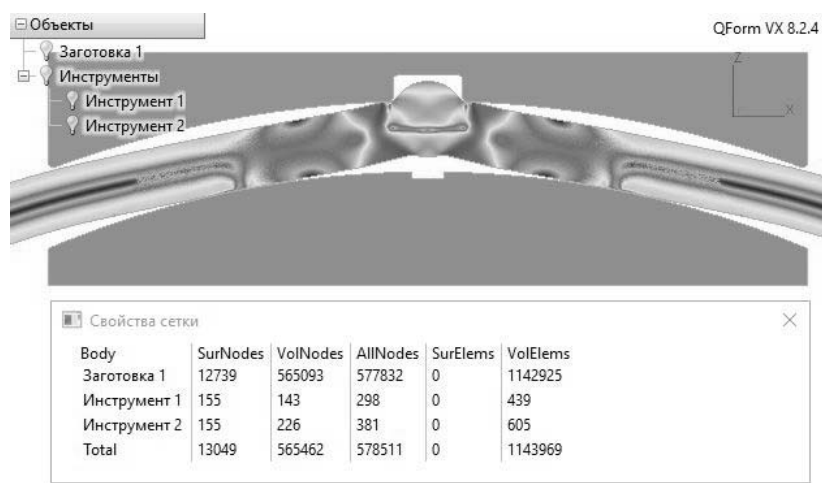 Объекты
QForm VX 8.2.4
Заготовка 1
Инструменты
Инструмент 1
Инструмент 2
Z
X
Свойства сетки
Body SurNodes VolNodes AllNodes SurElems VolElems
Заготовка 1 12739 565093 577832 0 1142925
Инструмент 1 155 143 298 0 439
Инструмент 2 155 226 381 0 605
Total 13049 565462 578511 0 1143969